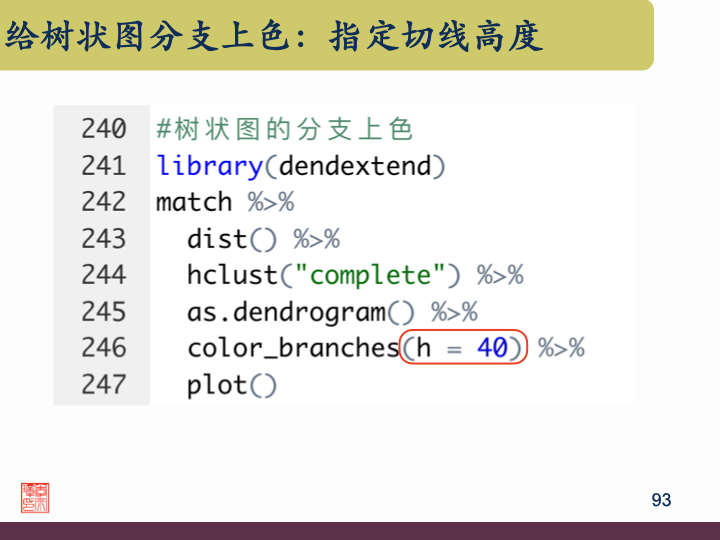 给树状图分支上色：指定切线高度
240 #树状图的分支上色
241 library(dendextend)
242 match %>%
243   dist() %>%
244   hclust("complete") %>%
245   as.dendrogram() %>%
246   color_branches(h = 40) %>%
247   plot()
93